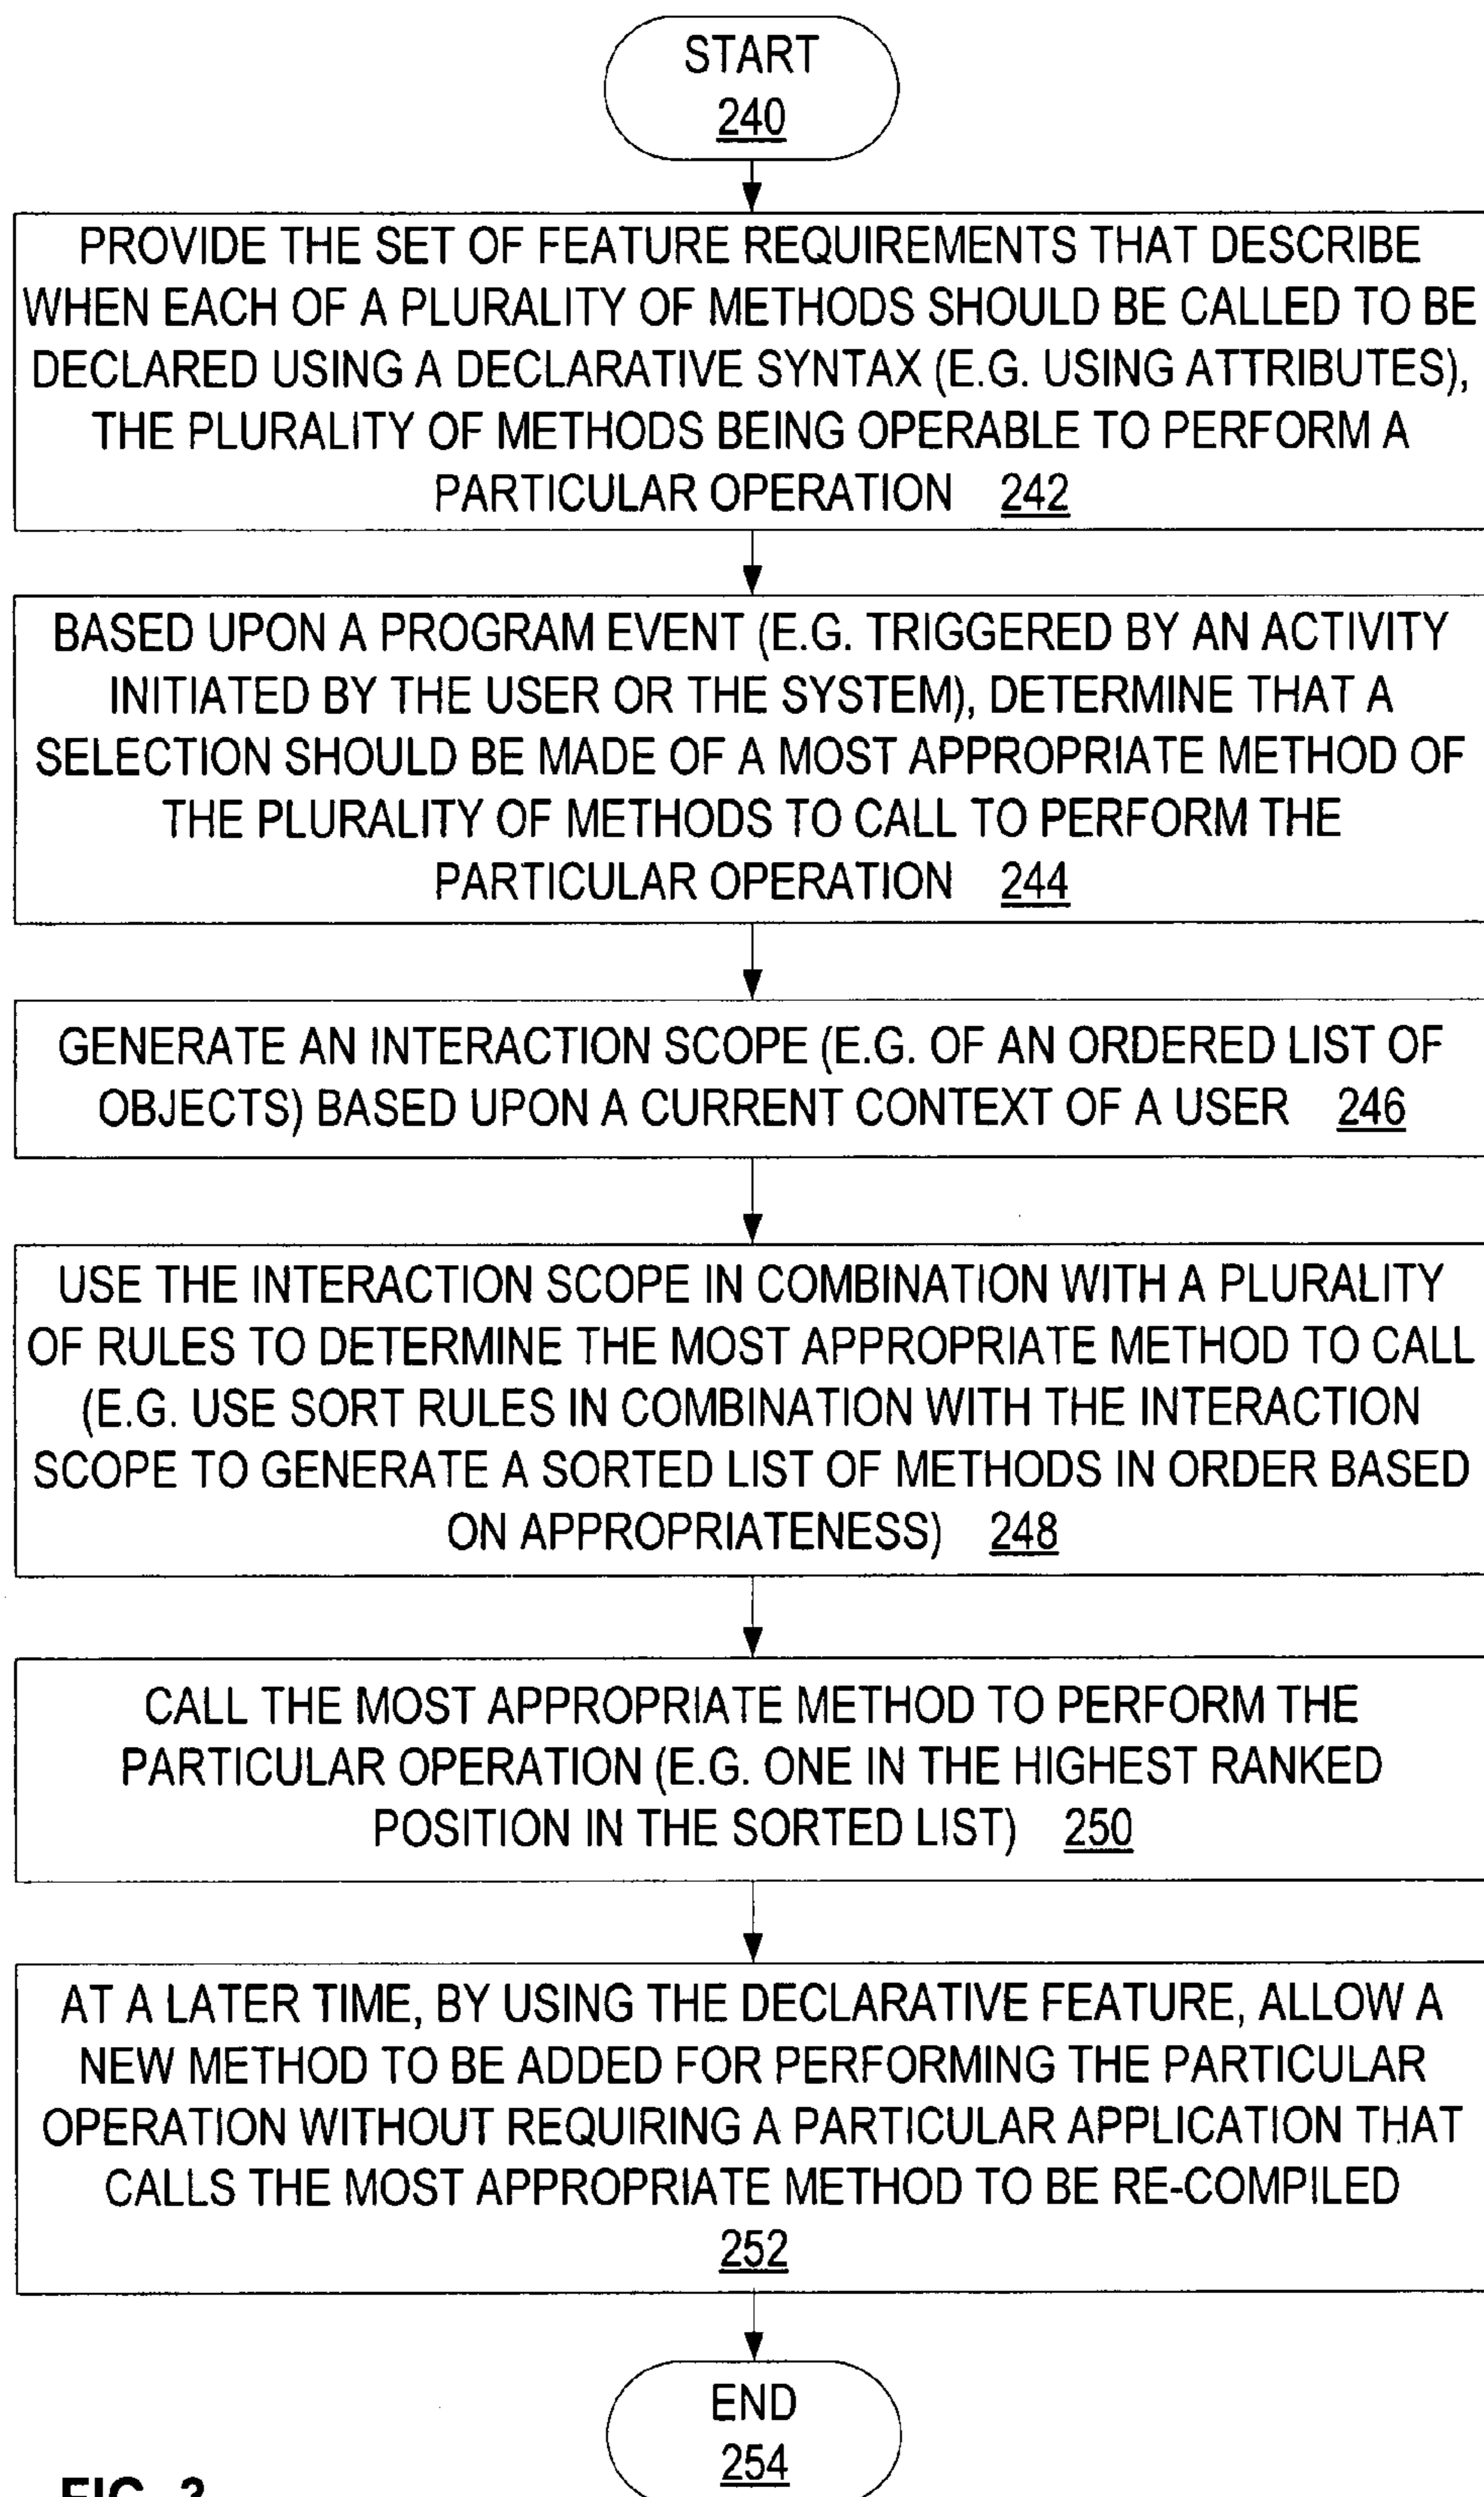 START
240
PROVIDE THE SET OF FEATURE REQUIREMENTS THAT DESCRIBE
WHEN EACH OF A PLURALITY OF METHODS SHOULD BE CALLED TO BE
DECLARED USING A DECLARATIVE SYNTAX (E.G. USING ATTRIBUTES),
THE PLURALITY OF METHODS BEING OPERABLE TO PERFORM A
PARTICULAR OPERATION 242
BASED UPON A PROGRAM EVENT (E.G. TRIGGERED BY AN ACTIVITY
INITIATED BY THE USER OR THE SYSTEM), DETERMINE THAT A
SELECTION SHOULD BE MADE OF A MOST APPROPRIATE METHOD OF
THE PLURALITY OF METHODS TO CALL TO PERFORM THE
PARTICULAR OPERATION 244
GENERATE AN INTERACTION SCOPE (E.G. OF AN ORDERED LIST OF
OBJECTS) BASED UPON A CURRENT CONTEXT OF A USER 246
USE THE INTERACTION SCOPE IN COMBINATION WITH A PLURALITY
OF RULES TO DETERMINE THE MOST APPROPRIATE METHOD TO CALL
(E.G. USE SORT RULES IN COMBINATION WITH THE INTERACTION
SCOPE TO GENERATE A SORTED LIST OF METHODS IN ORDER BASED
ON APPROPRIATENESS) 248
CALL THE MOST APPROPRIATE METHOD TO PERFORM THE
PARTICULAR OPERATION (E.G. ONE IN THE HIGHEST RANKED
POSITION IN THE SORTED LIST) 250
AT A LATER TIME, BY USING THE DECLARATIVE FEATURE, ALLOW A
NEW METHOD TO BE ADDED FOR PERFORMING THE PARTICULAR
OPERATION WITHOUT REQUIRING A PARTICULAR APPLICATION THAT
CALLS THE MOST APPROPRIATE METHOD TO BE RE-COMPILED
252
END
254
FIG.